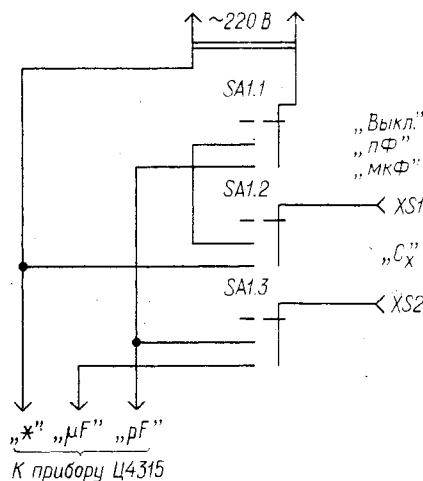 ~220 В
SA1.1
„Выкл."
„пФ"
„мкФ"
SA1.2
XS1
„Cx"
SA1.3
XS2
„*" „μF" „pF"
К прибору Ц4315